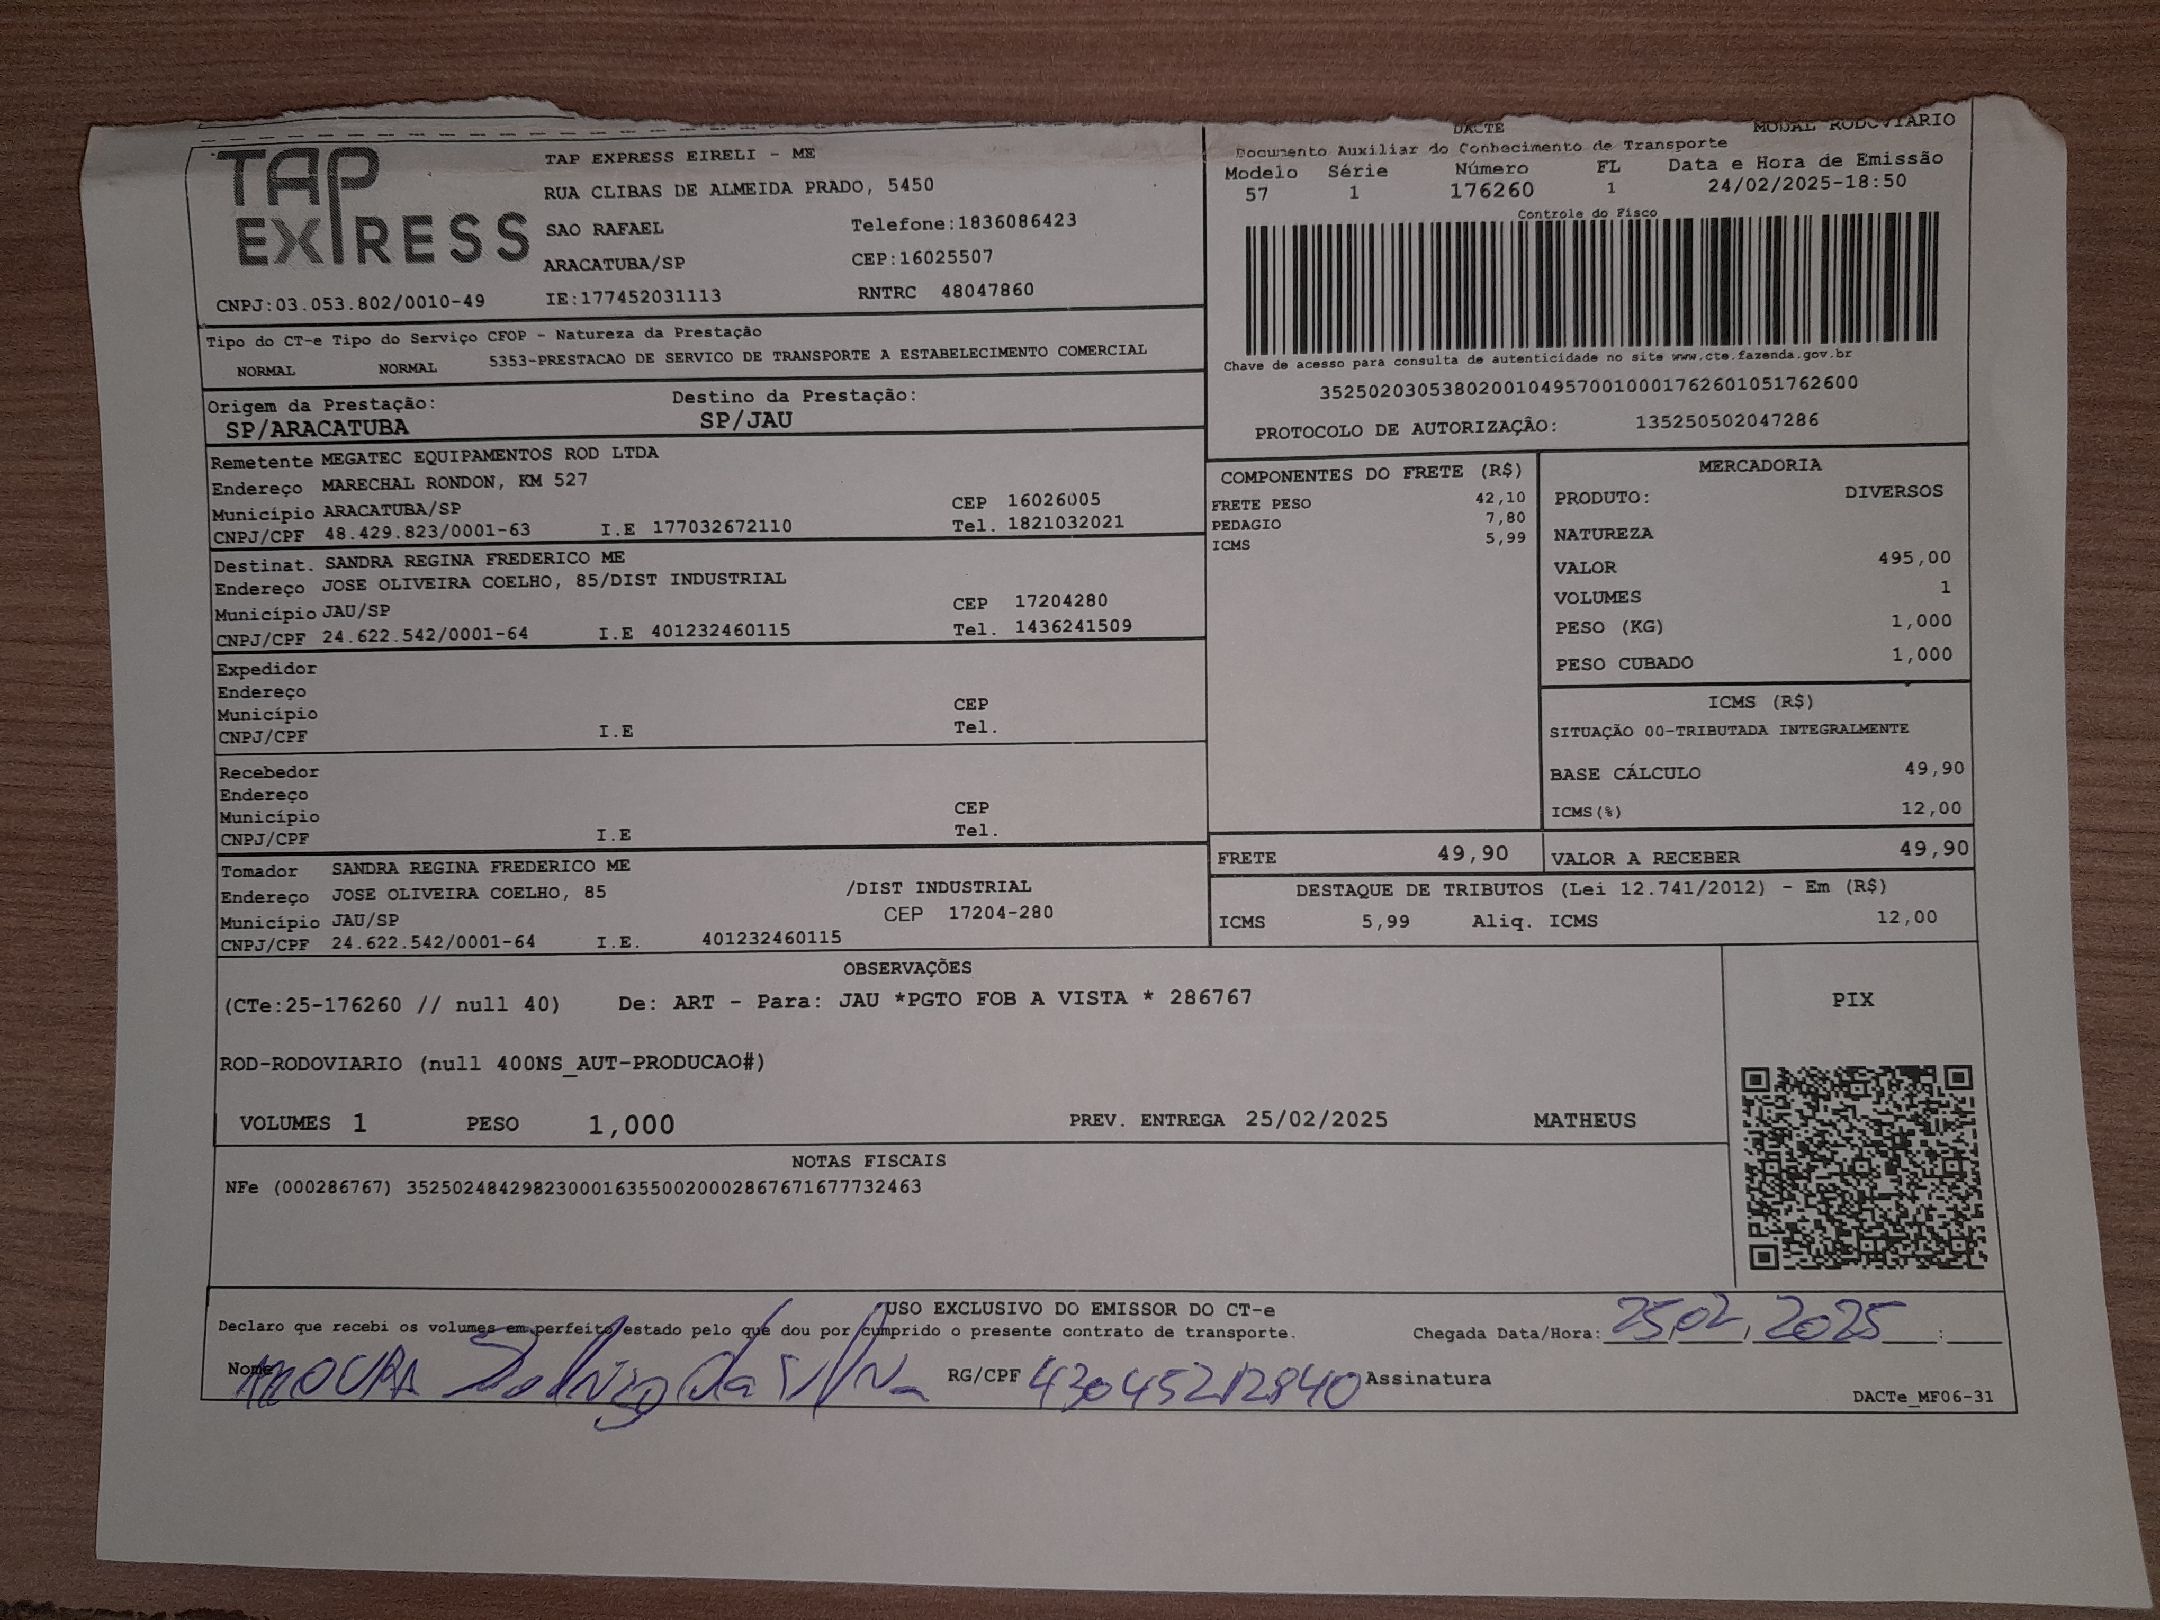 DACTE
MODAL RODOVIARIO
TAP
EXPRESS
TAP EXPRESS EIRELI - ME
RUA CLIBAS DE ALMEIDA PRADO, 5450
SAO RAFAEL Telefone:1836086423
ARACATUBA/SP CEP:16025507
CNPJ:03.053.802/0010-49 IE:177452031113 RNTRC 48047860
Documento Auxiliar do Conhecimento de Transporte
Modelo Série Número FL Data e Hora de Emissão
57 1 176260 1 24/02/2025-18:50
Controle do Fisco
Chave de acesso para consulta de autenticidade no site www.cte.fazenda.gov.br
35250203053802001049570010001762601051762600
PROTOCOLO DE AUTORIZAÇÃO: 135250502047286
Tipo do CT-e Tipo do Serviço CFOP - Natureza da Prestação
NORMAL NORMAL 5353-PRESTACAO DE SERVICO DE TRANSPORTE A ESTABELECIMENTO COMERCIAL
Origem da Prestação: Destino da Prestação:
SP/ARACATUBA SP/JAU
Remetente MEGATEC EQUIPAMENTOS ROD LTDA
Endereço MARECHAL RONDON, KM 527
Município ARACATUBA/SP CEP 16026005
CNPJ/CPF 48.429.823/0001-63 I.E 177032672110 Tel. 1821032021
Destinat. SANDRA REGINA FREDERICO ME
Endereço JOSE OLIVEIRA COELHO, 85/DIST INDUSTRIAL
Município JAU/SP CEP 17204280
CNPJ/CPF 24.622.542/0001-64 I.E 401232460115 Tel. 1436241509
Expedidor
Endereço
Município CEP
CNPJ/CPF I.E Tel.
Recebedor
Endereço
Município CEP
CNPJ/CPF I.E Tel.
Tomador SANDRA REGINA FREDERICO ME
Endereço JOSE OLIVEIRA COELHO, 85 /DIST INDUSTRIAL
Município JAU/SP CEP 17204-280
CNPJ/CPF 24.622.542/0001-64 I.E. 401232460115
COMPONENTES DO FRETE (R$)
FRETE PESO 42,10
PEDAGIO 7,80
ICMS 5,99
MERCADORIA
PRODUTO: DIVERSOS
NATUREZA
VALOR 495,00
VOLUMES 1
PESO (KG) 1,000
PESO CUBADO 1,000
ICMS (R$)
SITUAÇÃO 00-TRIBUTADA INTEGRALMENTE
BASE CÁLCULO 49,90
ICMS(%) 12,00
FRETE 49,90 VALOR A RECEBER 49,90
DESTAQUE DE TRIBUTOS (Lei 12.741/2012) - Em (R$)
ICMS 5,99 Aliq. ICMS 12,00
OBSERVAÇÕES
(CTe:25-176260 // null 40) De: ART - Para: JAU *PGTO FOB A VISTA * 286767
ROD-RODOVIARIO (null 400NS_AUT-PRODUCAO#)
VOLUMES 1 PESO 1,000 PREV. ENTREGA 25/02/2025 MATHEUS
PIX
NOTAS FISCAIS
NFe (000286767) 35250248429823000163550020002867671677732463
USO EXCLUSIVO DO EMISSOR DO CT-e
Declaro que recebi os volumes em perfeito estado pelo que dou por cumprido o presente contrato de transporte. Chegada Data/Hora: 25,02, 2025 :
Nome da Silva RG/CPF 43045212840 Assinatura
DACTe_MF06-31